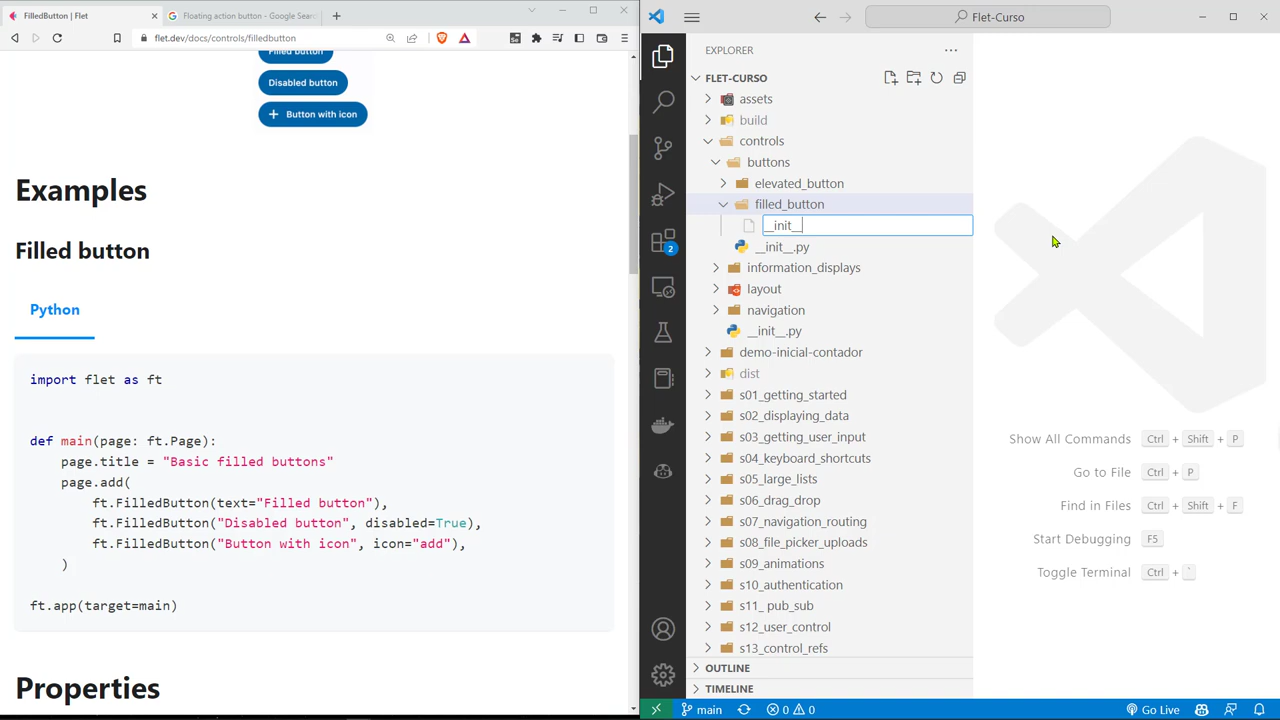 FilledButton | Flet
Floating action button - Google Sear
flet.dev/docs/controls/filledbutton
Filled button
Disabled button
Button with icon
Examples
Filled button
Python
import flet as ft
def main(page: ft.Page):
page.title = "Basic filled buttons"
page.add(
ft.FilledButton(text="Filled button"),
ft.FilledButton("Disabled button", disabled=True),
ft.FilledButton("Button with icon", icon="add"),
)
ft.app(target=main)
Properties
Flet-Curso
EXPLORER
FLET-CURSO
assets
build
controls
buttons
elevated_button
filled_button
__init__
__init__.py
information_displays
layout
navigation
__init__.py
demo-inicial-contador
dist
s01_getting_started
s02_displaying_data
s03_getting_user_input
s04_keyboard_shortcuts
s05_large_lists
s06_drag_drop
s07_navigation_routing
s08_file_picker_uploads
s09_animations
s10_authentication
s11_ pub_sub
s12_user_control
s13_control_refs
OUTLINE
TIMELINE
2
Show All Commands Ctrl + Shift + P
Go to File Ctrl + P
Find in Files Ctrl + Shift + F
Start Debugging F5
Toggle Terminal Ctrl + `
main 0 0 Go Live